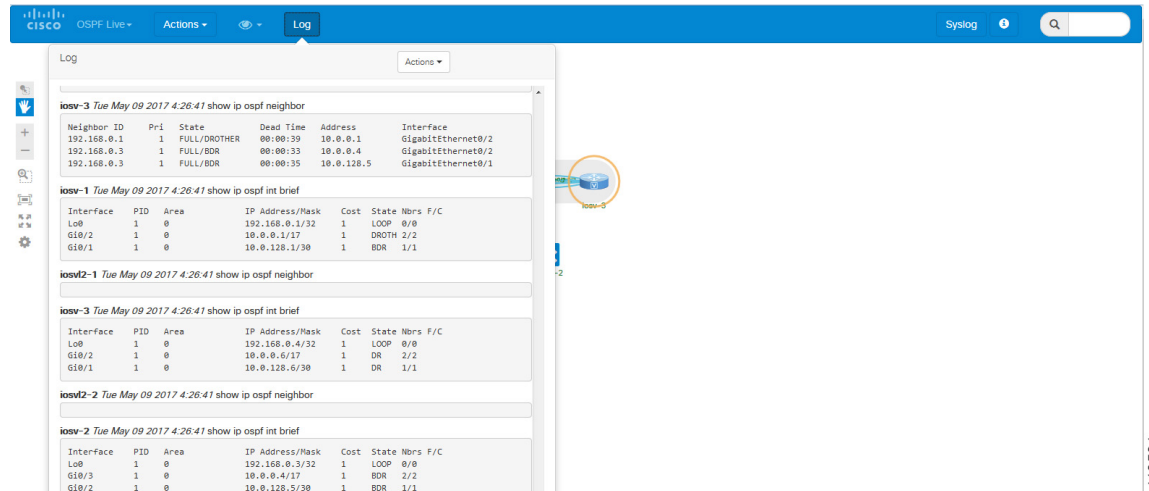 CISCO OSPF Live Actions Log Syslog
Log
Actions
iosv-3 Tue May 09 2017 4:26:41 show ip ospf neighbor
Neighbor ID Pri State Dead Time Address Interface
192.168.0.1 1 FULL/DROTHER 00:00:39 10.0.0.1 GigabitEthernet0/2
192.168.0.3 1 FULL/BDR 00:00:33 10.0.0.4 GigabitEthernet0/2
192.168.0.3 1 FULL/BDR 00:00:35 10.0.128.5 GigabitEthernet0/1
iosv-3
iosv-1 Tue May 09 2017 4:26:41 show ip ospf int brief
Interface PID Area IP Address/Mask Cost State Nbrs F/C
Lo0 1 0 192.168.0.1/32 1 LOOP 0/0
Gi0/2 1 0 10.0.0.1/17 1 DROTH 2/2
Gi0/1 1 0 10.0.128.1/30 1 BDR 1/1
iosvl2-1 Tue May 09 2017 4:26:41 show ip ospf neighbor
-2
iosv-3 Tue May 09 2017 4:26:41 show ip ospf int brief
Interface PID Area IP Address/Mask Cost State Nbrs F/C
Lo0 1 0 192.168.0.4/32 1 LOOP 0/0
Gi0/2 1 0 10.0.0.6/17 1 DR 2/2
Gi0/1 1 0 10.0.128.6/30 1 DR 1/1
iosvl2-2 Tue May 09 2017 4:26:41 show ip ospf neighbor
iosv-2 Tue May 09 2017 4:26:41 show ip ospf int brief
Interface PID Area IP Address/Mask Cost State Nbrs F/C
Lo0 1 0 192.168.0.3/32 1 LOOP 0/0
Gi0/3 1 0 10.0.0.4/17 1 BDR 2/2
Gi0/2 1 0 10.0.128.5/30 1 BDR 1/1